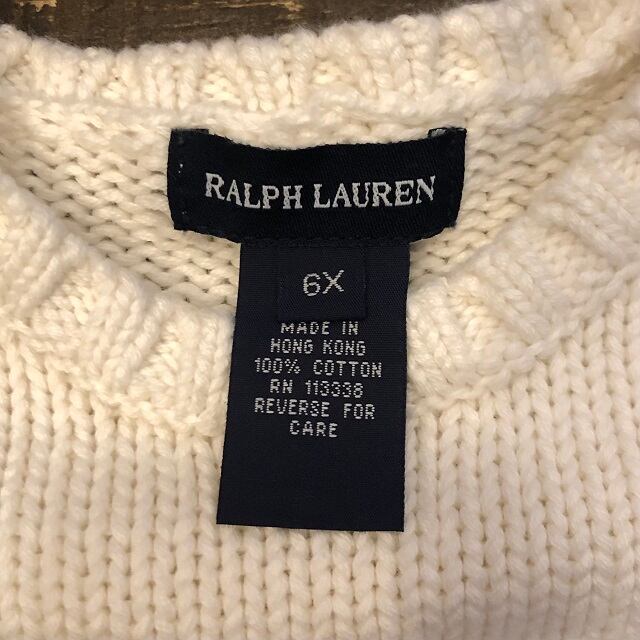 RALPH LAUREN
6X
MADE IN
HONG KONG
100% COTTON
RN 113338
REVERSE FOR
CARE